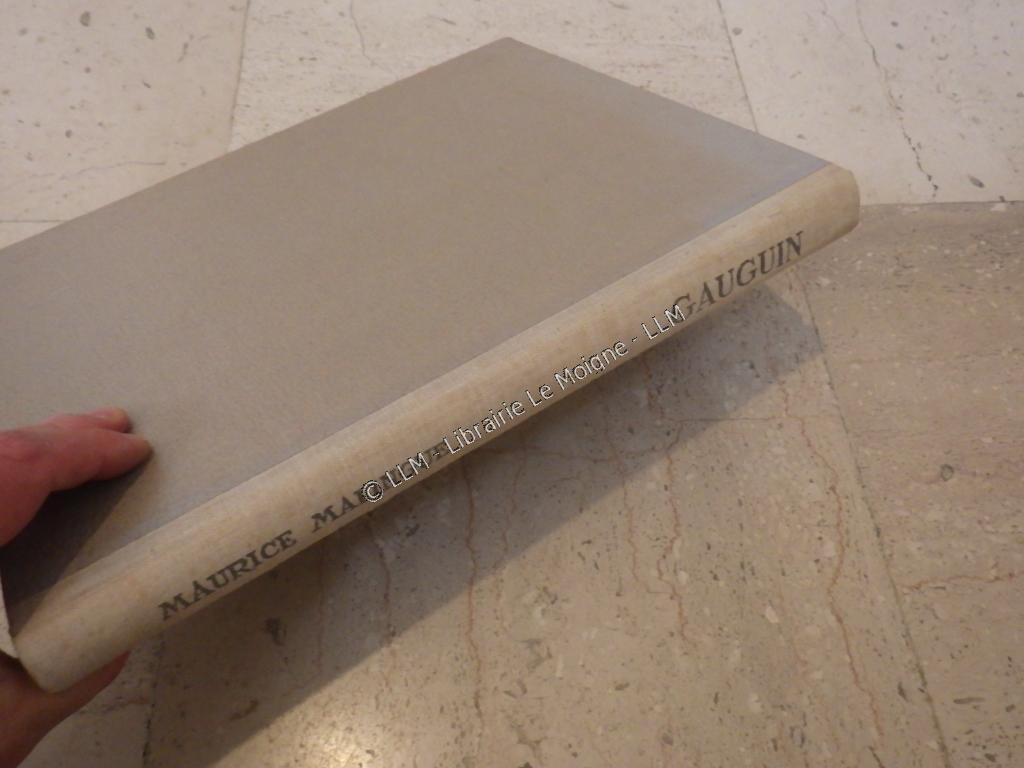 MAURICE GAUGUIN
© LLM - Librairie Le Moigne - LLM